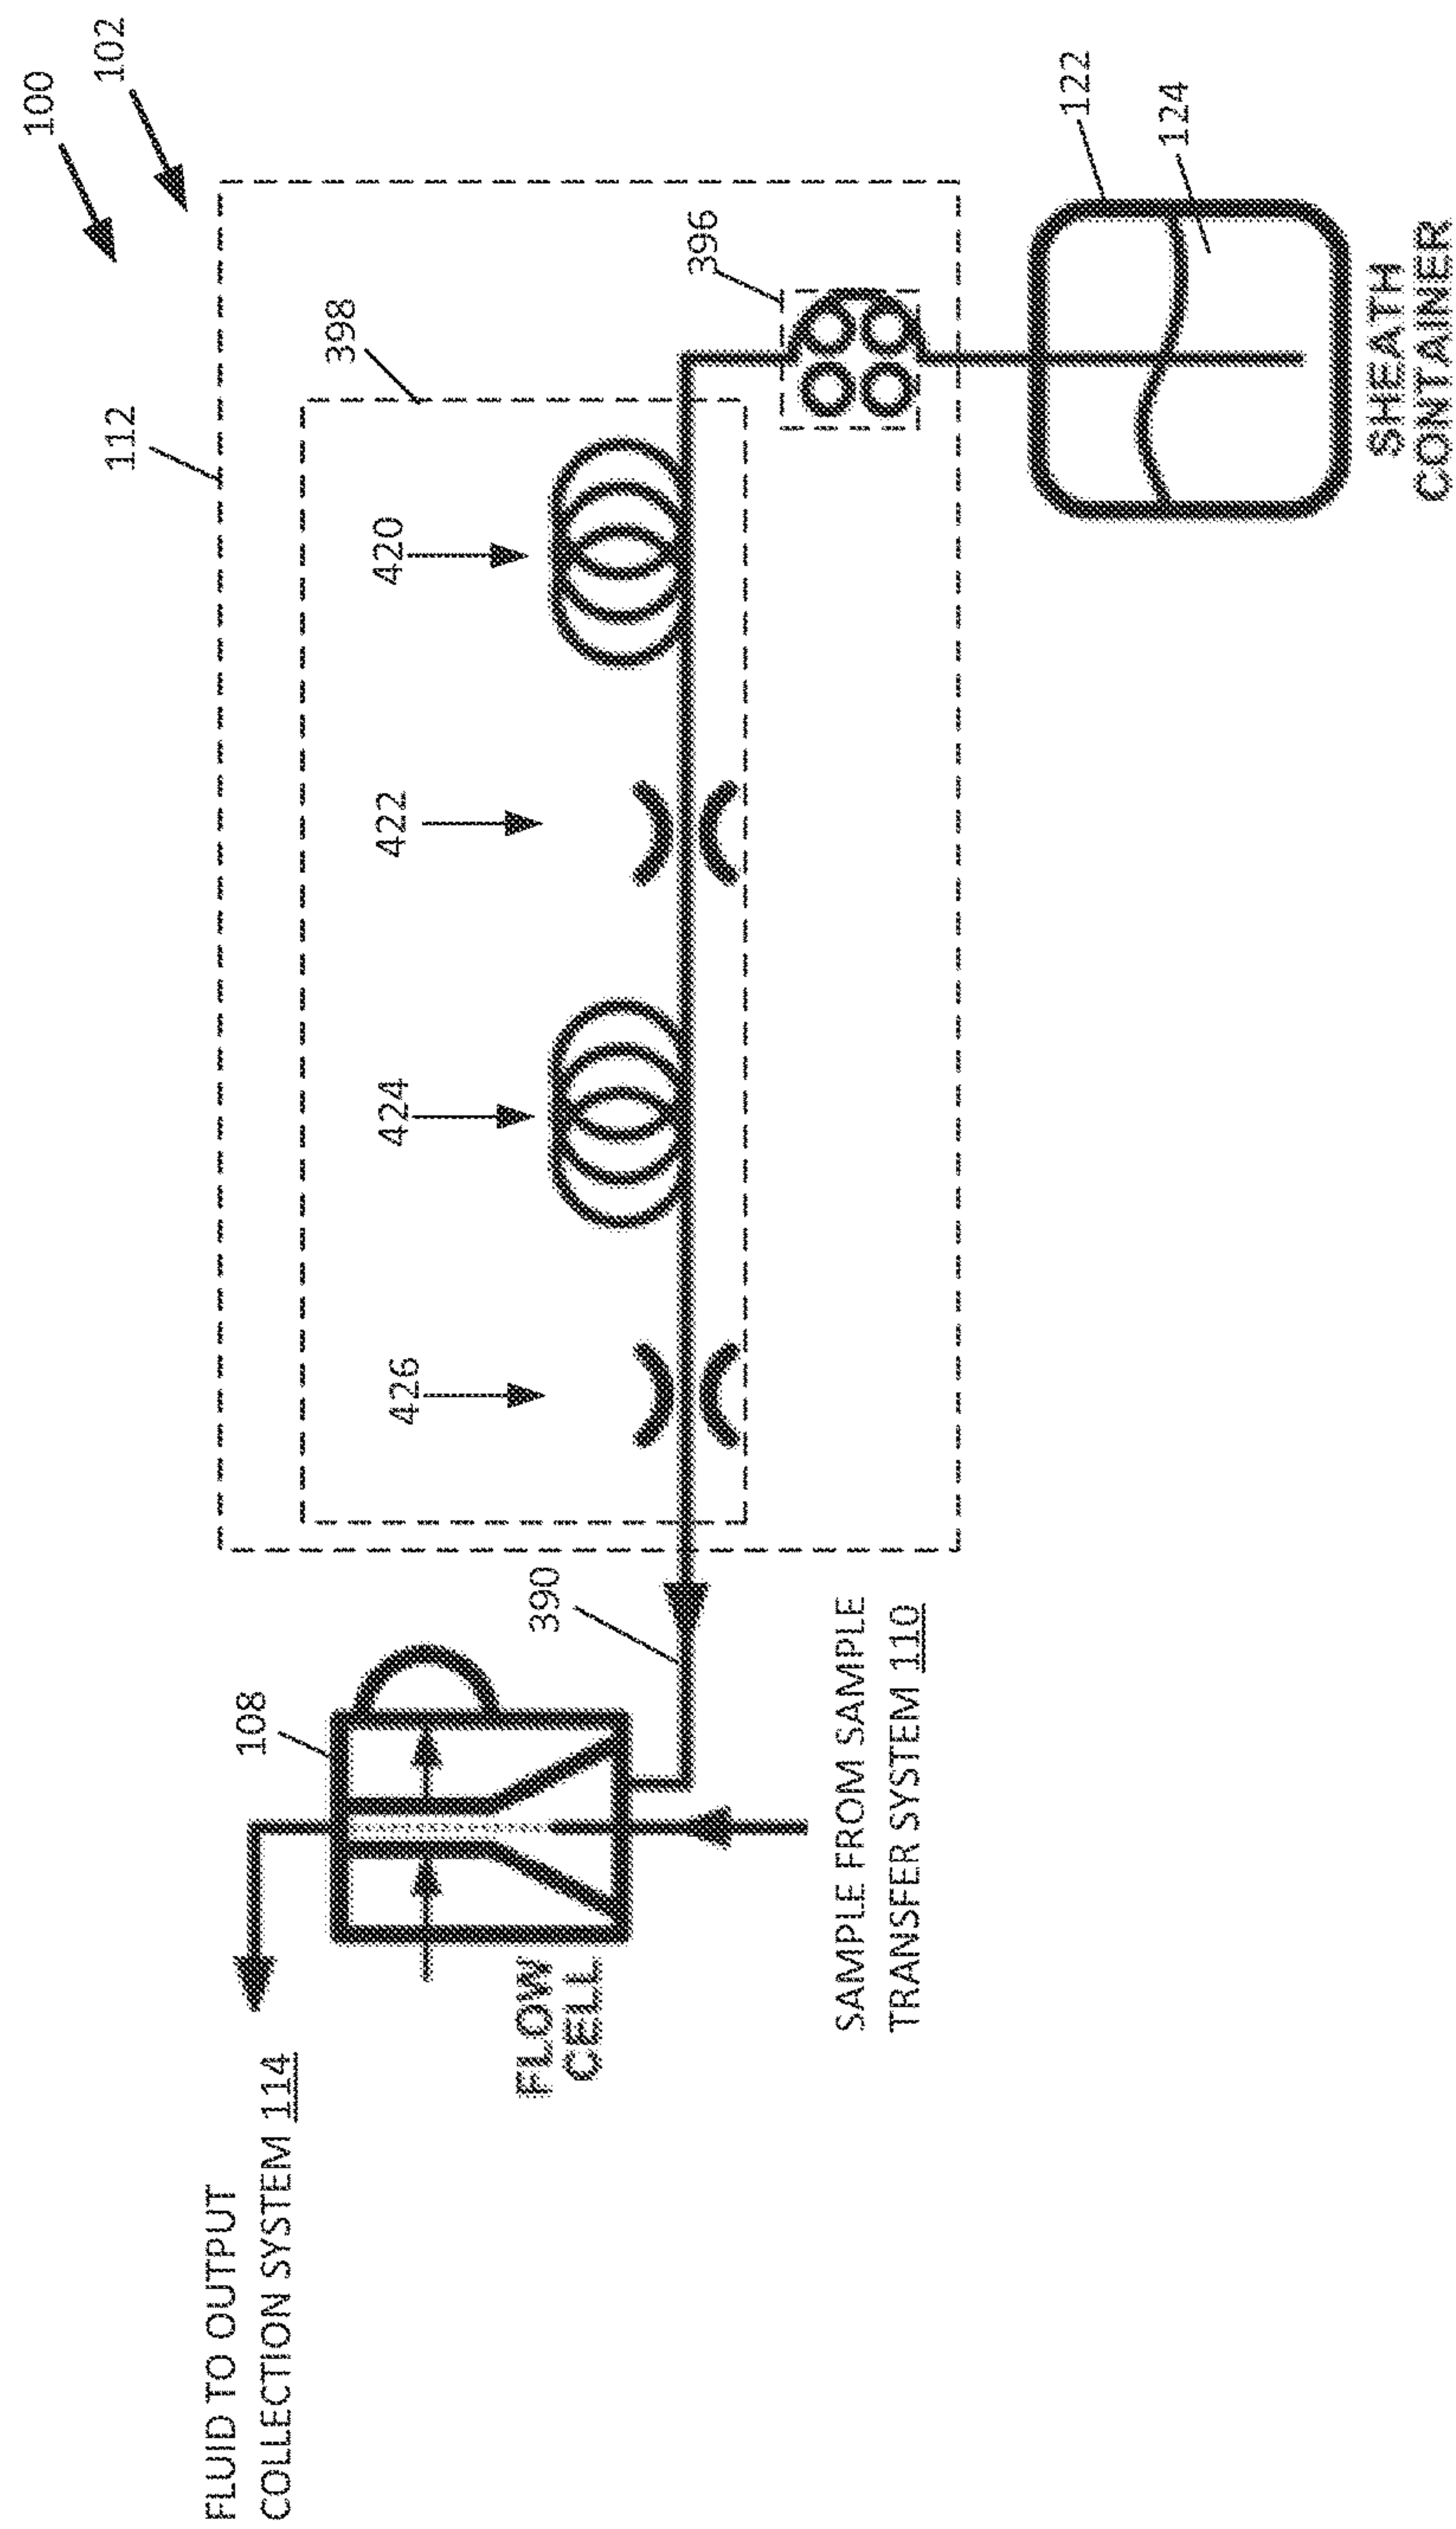 100
102
112
398
396
420
422
424
426
122
124
SHEATH
CONTAINER
390
108
FLOW
CELL
SAMPLE FROM SAMPLE
TRANSFER SYSTEM 110
FLUID TO OUTPUT
COLLECTION SYSTEM 114